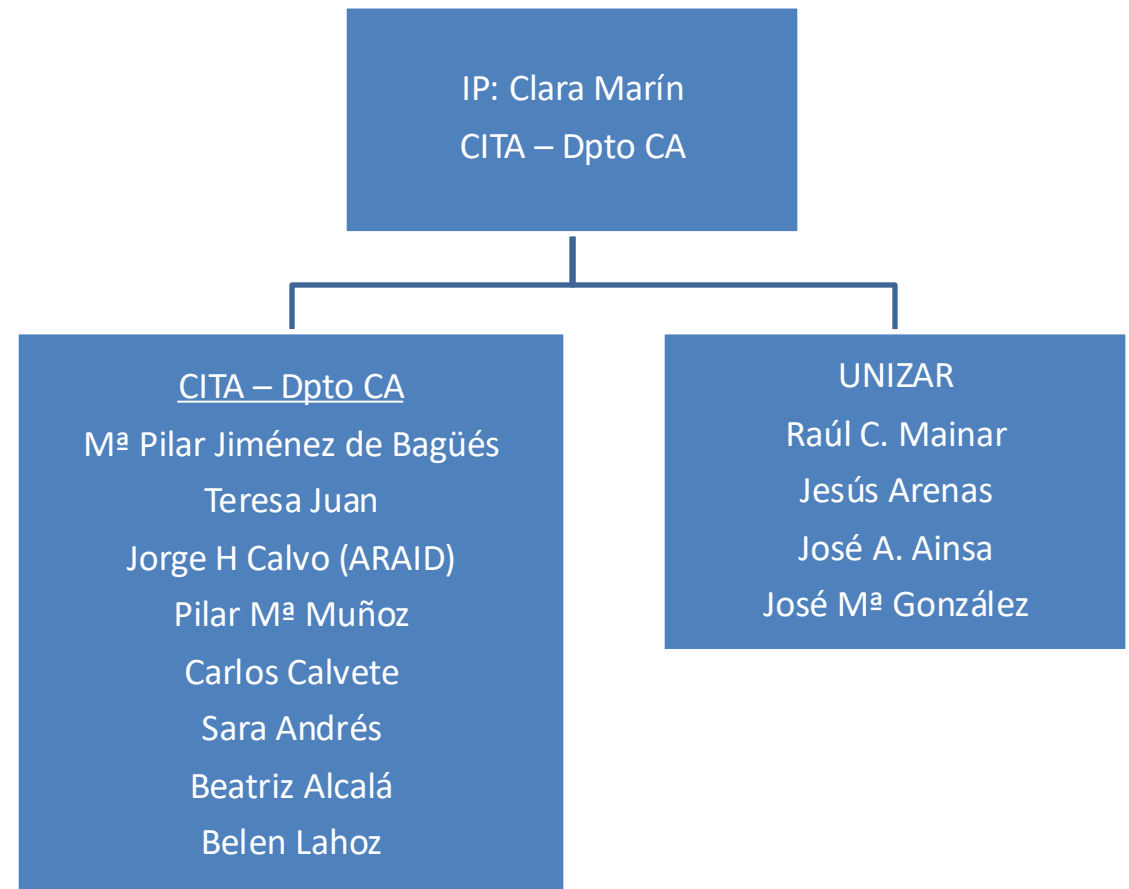 IP: Clara Marín
CITA – Dpto CA
CITA – Dpto CA
Mª Pilar Jiménez de Bagüés
Teresa Juan
Jorge H Calvo (ARAID)
Pilar Mª Muñoz
Carlos Calvete
Sara Andrés
Beatriz Alcalá
Belen Lahoz
UNIZAR
Raúl C. Mainar
Jesús Arenas
José A. Ainsa
José Mª González